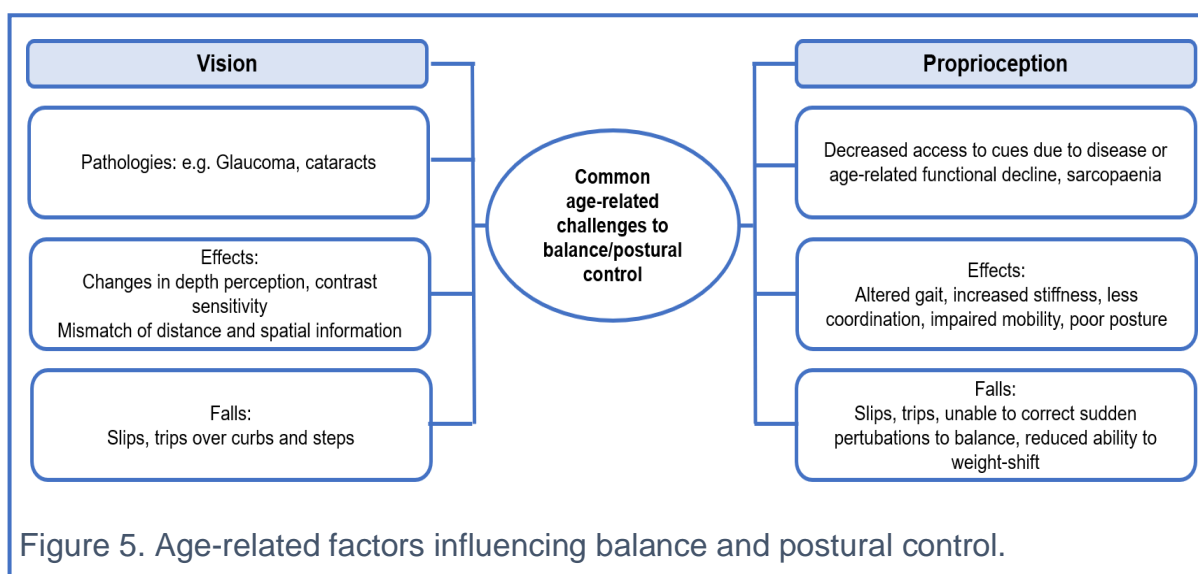 Vision
Pathologies: e.g. Glaucoma, cataracts
Effects:
Changes in depth perception, contrast
sensitivity
Mismatch of distance and spatial information
Falls:
Slips, trips over curbs and steps
Common
age-related
challenges to
balance/postural
control
Proprioception
Decreased access to cues due to disease or
age-related functional decline, sarcopaenia
Effects:
Altered gait, increased stiffness, less
coordination, impaired mobility, poor posture
Falls:
Slips, trips, unable to correct sudden
pertubations to balance, reduced ability to
weight-shift
Figure 5. Age-related factors influencing balance and postural control.